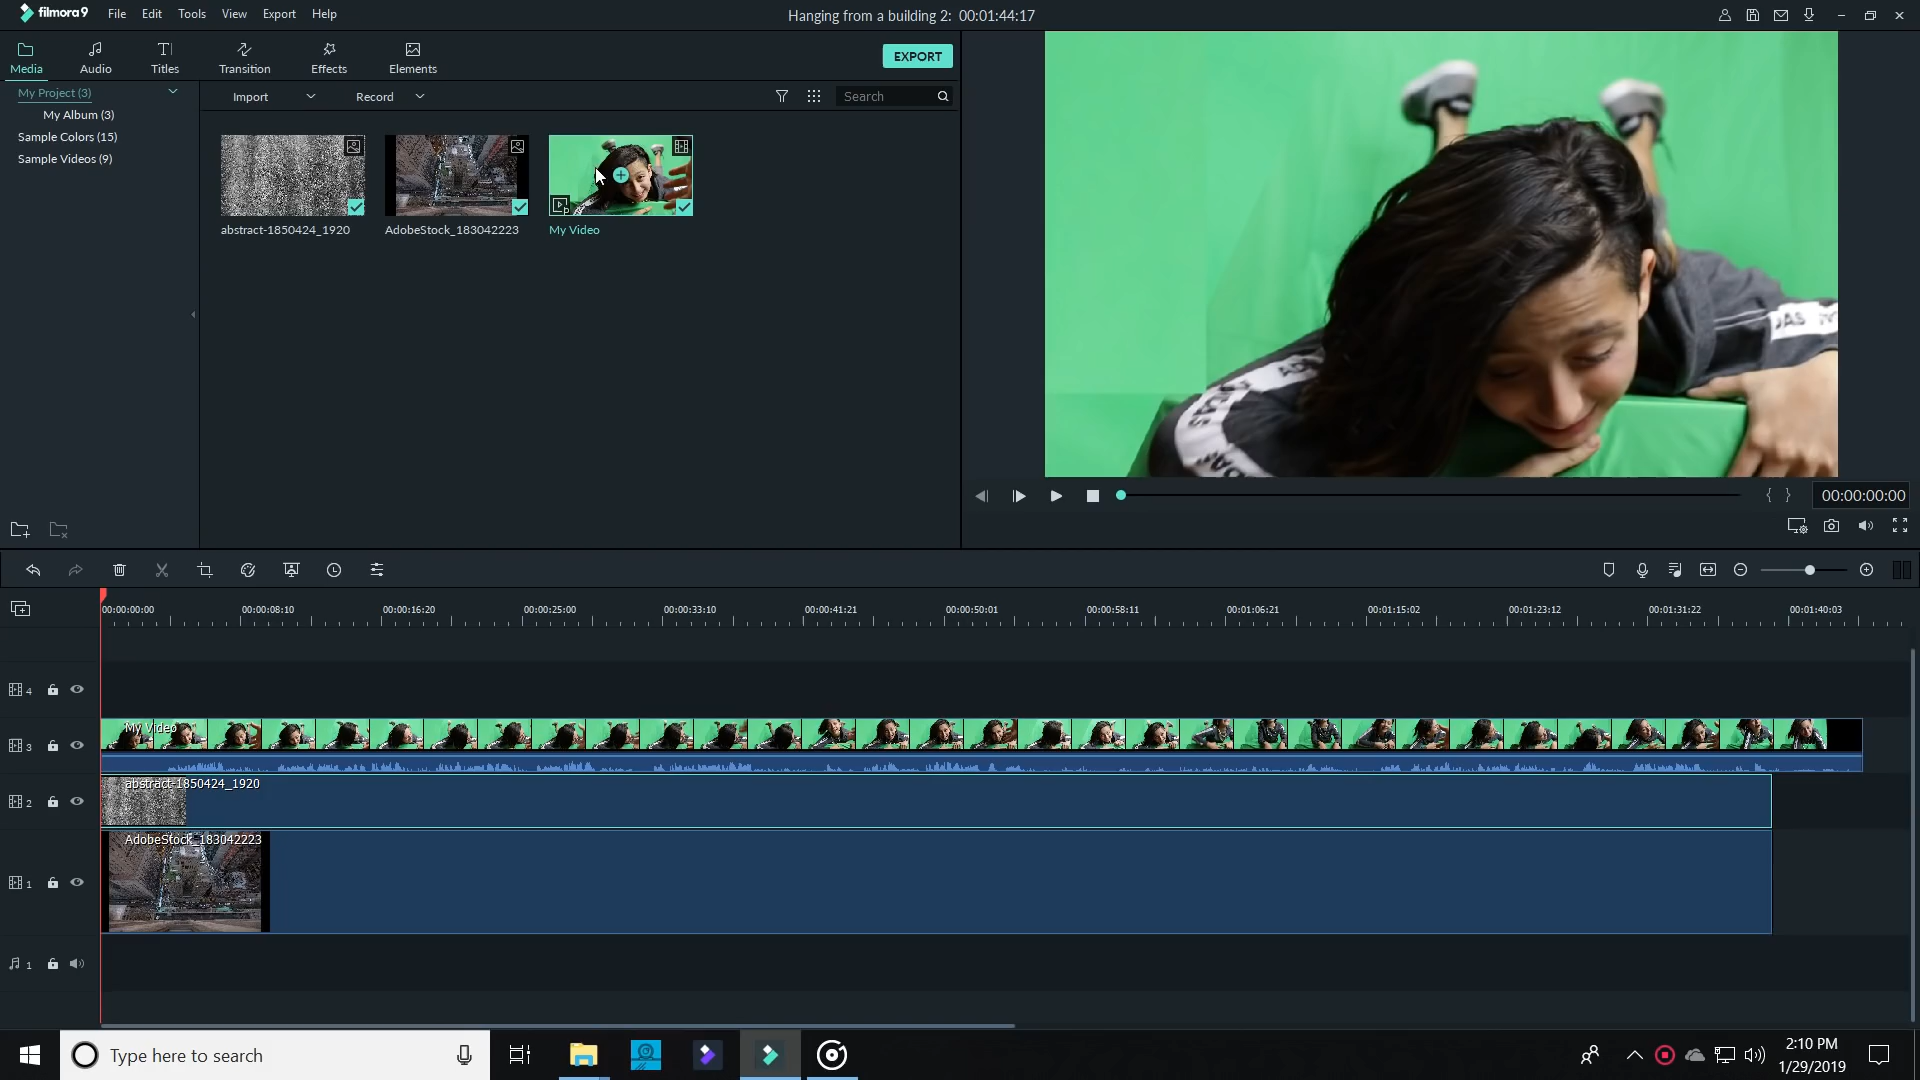 filmora9 File Edit Tools View Export Help Hanging from a building 2: 00:01:44:17
Media Audio Titles Transition Effects Elements EXPORT
My Project (3) Import Record Search
My Album (3)
Sample Colors (15)
Sample Videos (9)
abstract-1850424_1920 AdobeStock_183042223 My Video
00:00:00:00
00:00:00:00 00:00:08:10 00:00:16:20 00:00:25:00 00:00:33:10 00:00:41:21 00:00:50:01 00:00:58:11 00:01:06:21 00:01:15:02 00:01:23:12 00:01:31:22 00:01:40:03
4
My Video
3
abstract-1850424_1920
2
AdobeStock_183042223
1
1
Type here to search
2:10 PM
1/29/2019